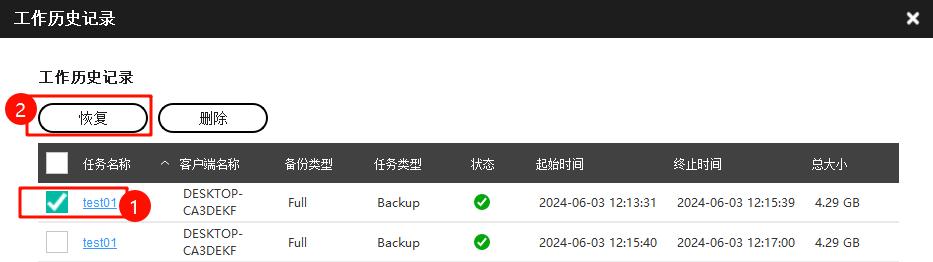 工作历史记录
工作历史记录
2 恢复 删除
任务名称 客户端名称 备份类型 任务类型 状态 起始时间 终止时间 总大小
test01 1 DESKTOP-CA3DEKF Full Backup 2024-06-03 12:13:31 2024-06-03 12:15:39 4.29 GB
test01 DESKTOP-CA3DEKF Full Backup 2024-06-03 12:15:40 2024-06-03 12:17:00 4.29 GB